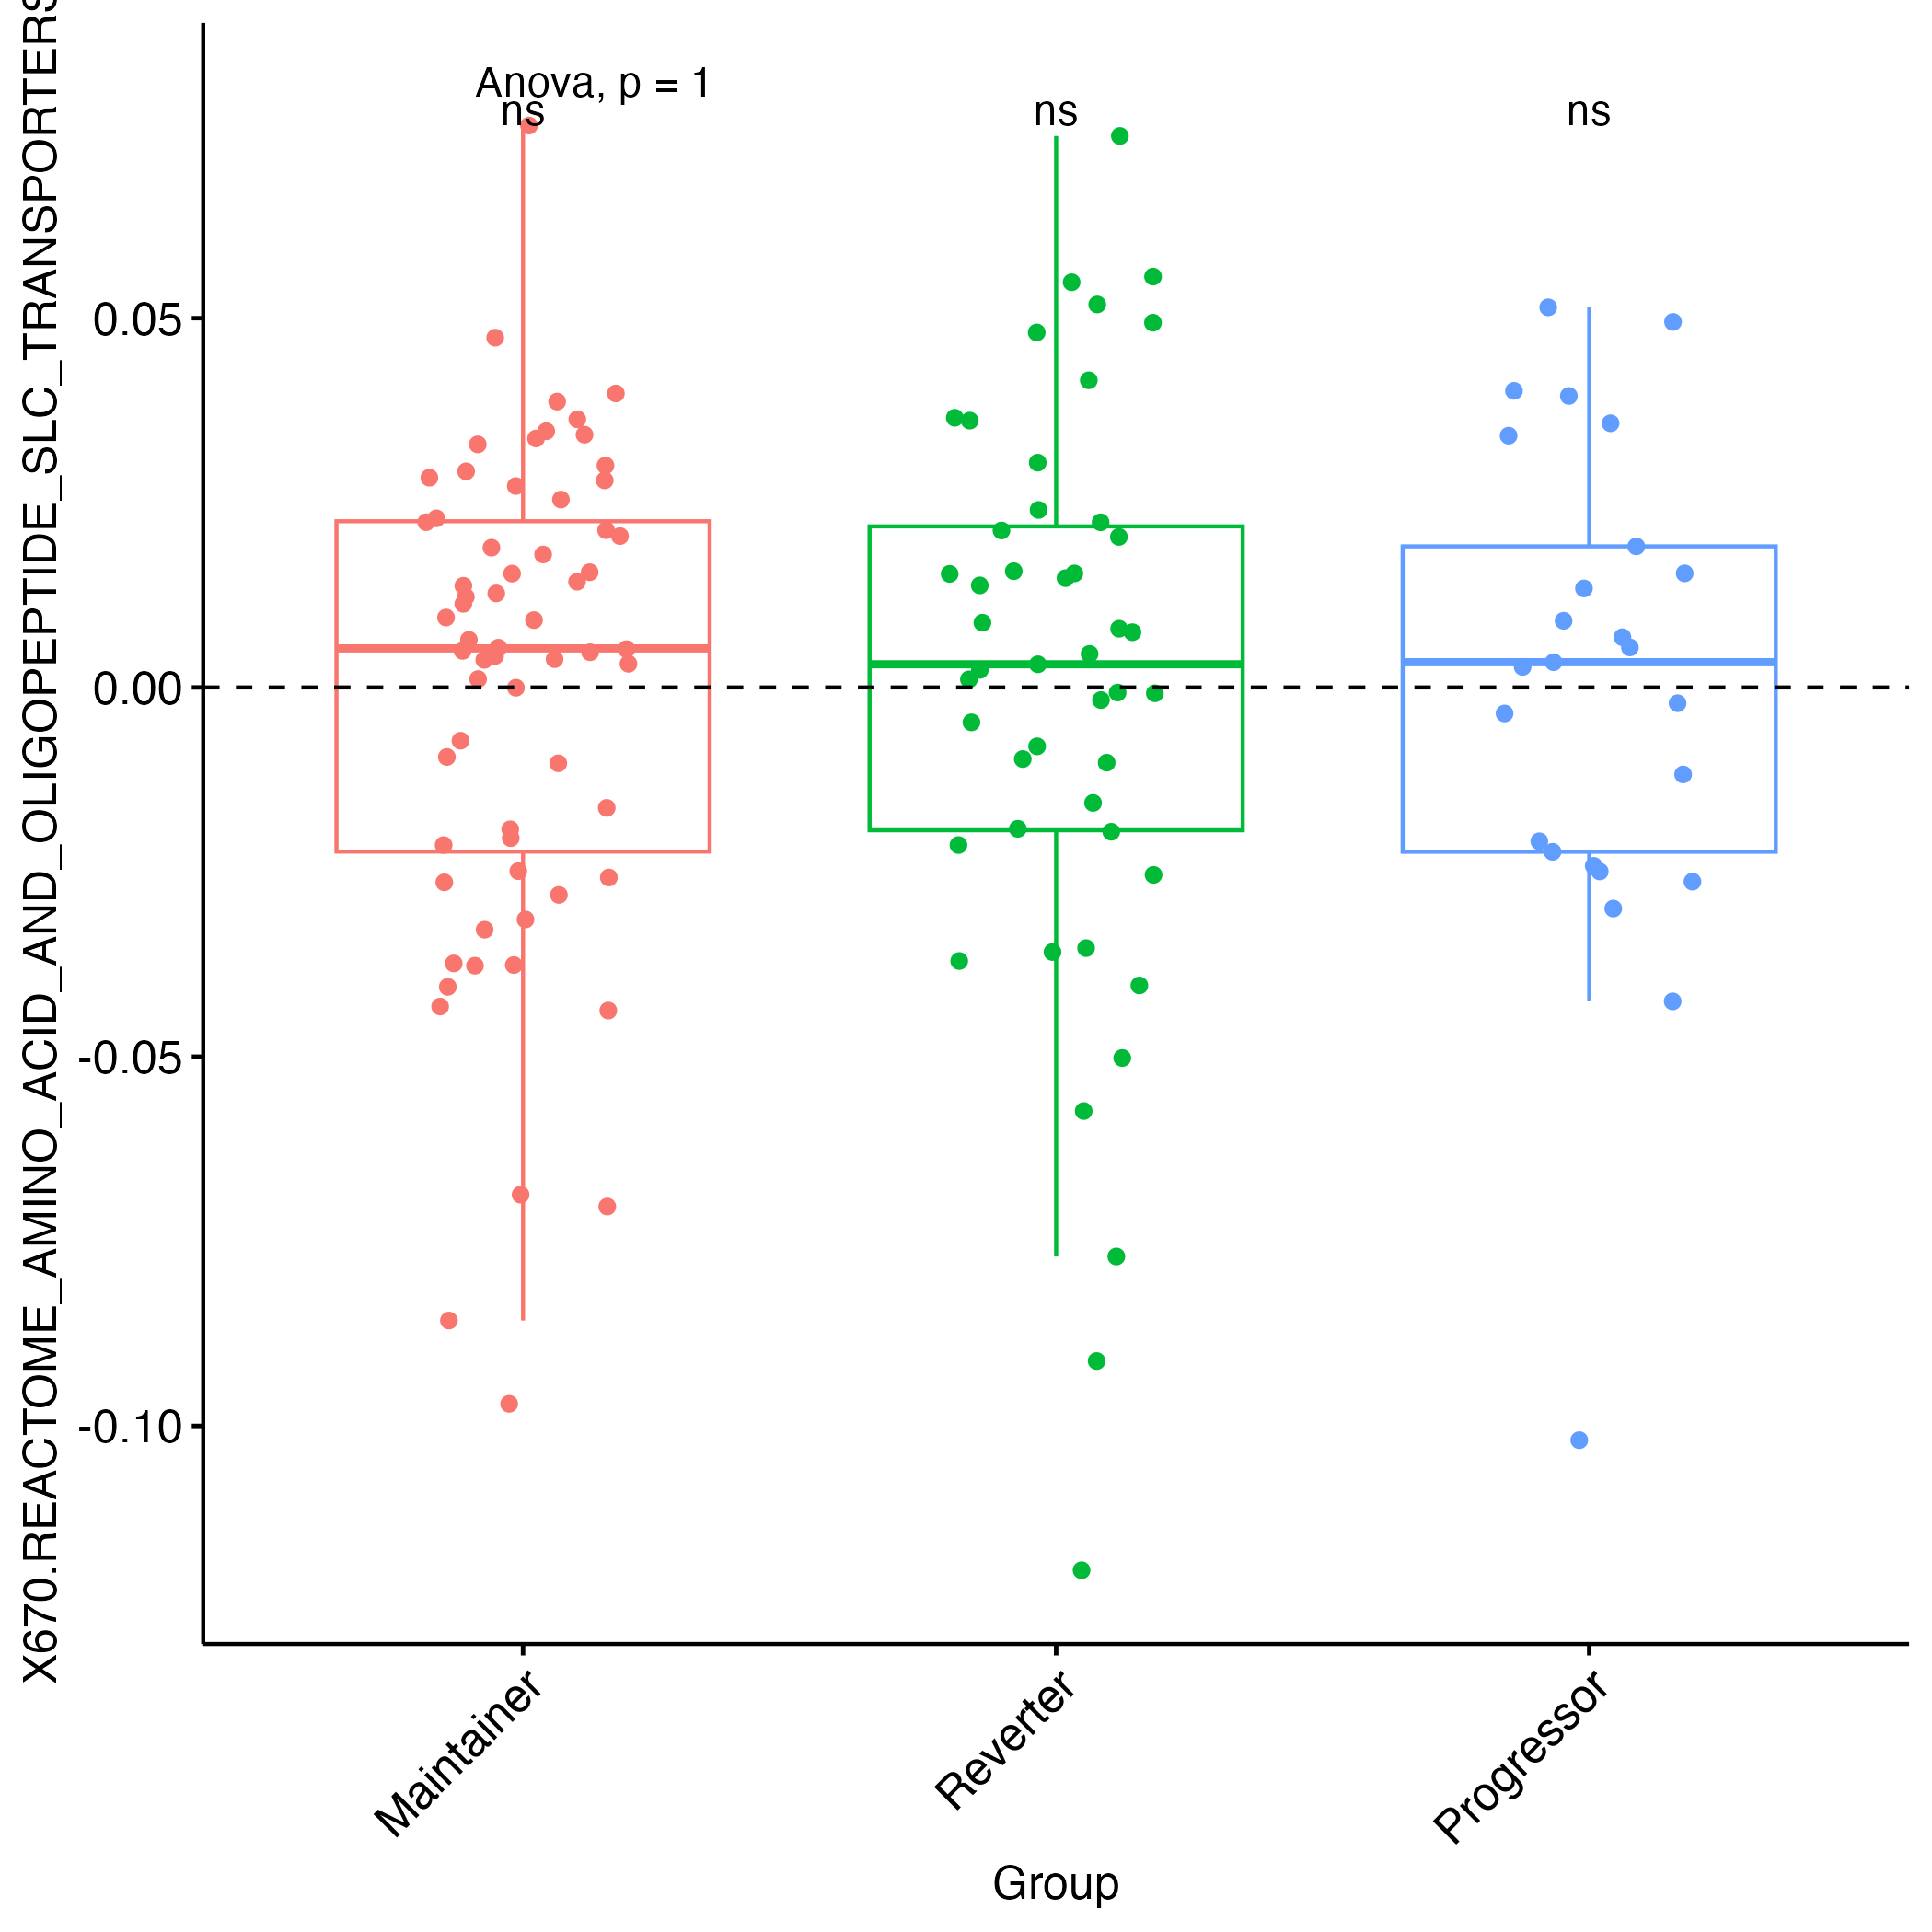 X670.REACTOME_AMINO_ACID_AND_OLIGOPEPTIDE_SLC_TRANSPORTERS
Anova, p = 1
ns
ns
ns
0.05
0.00
-0.05
-0.10
Maintainer
Reverter
Progressor
Group